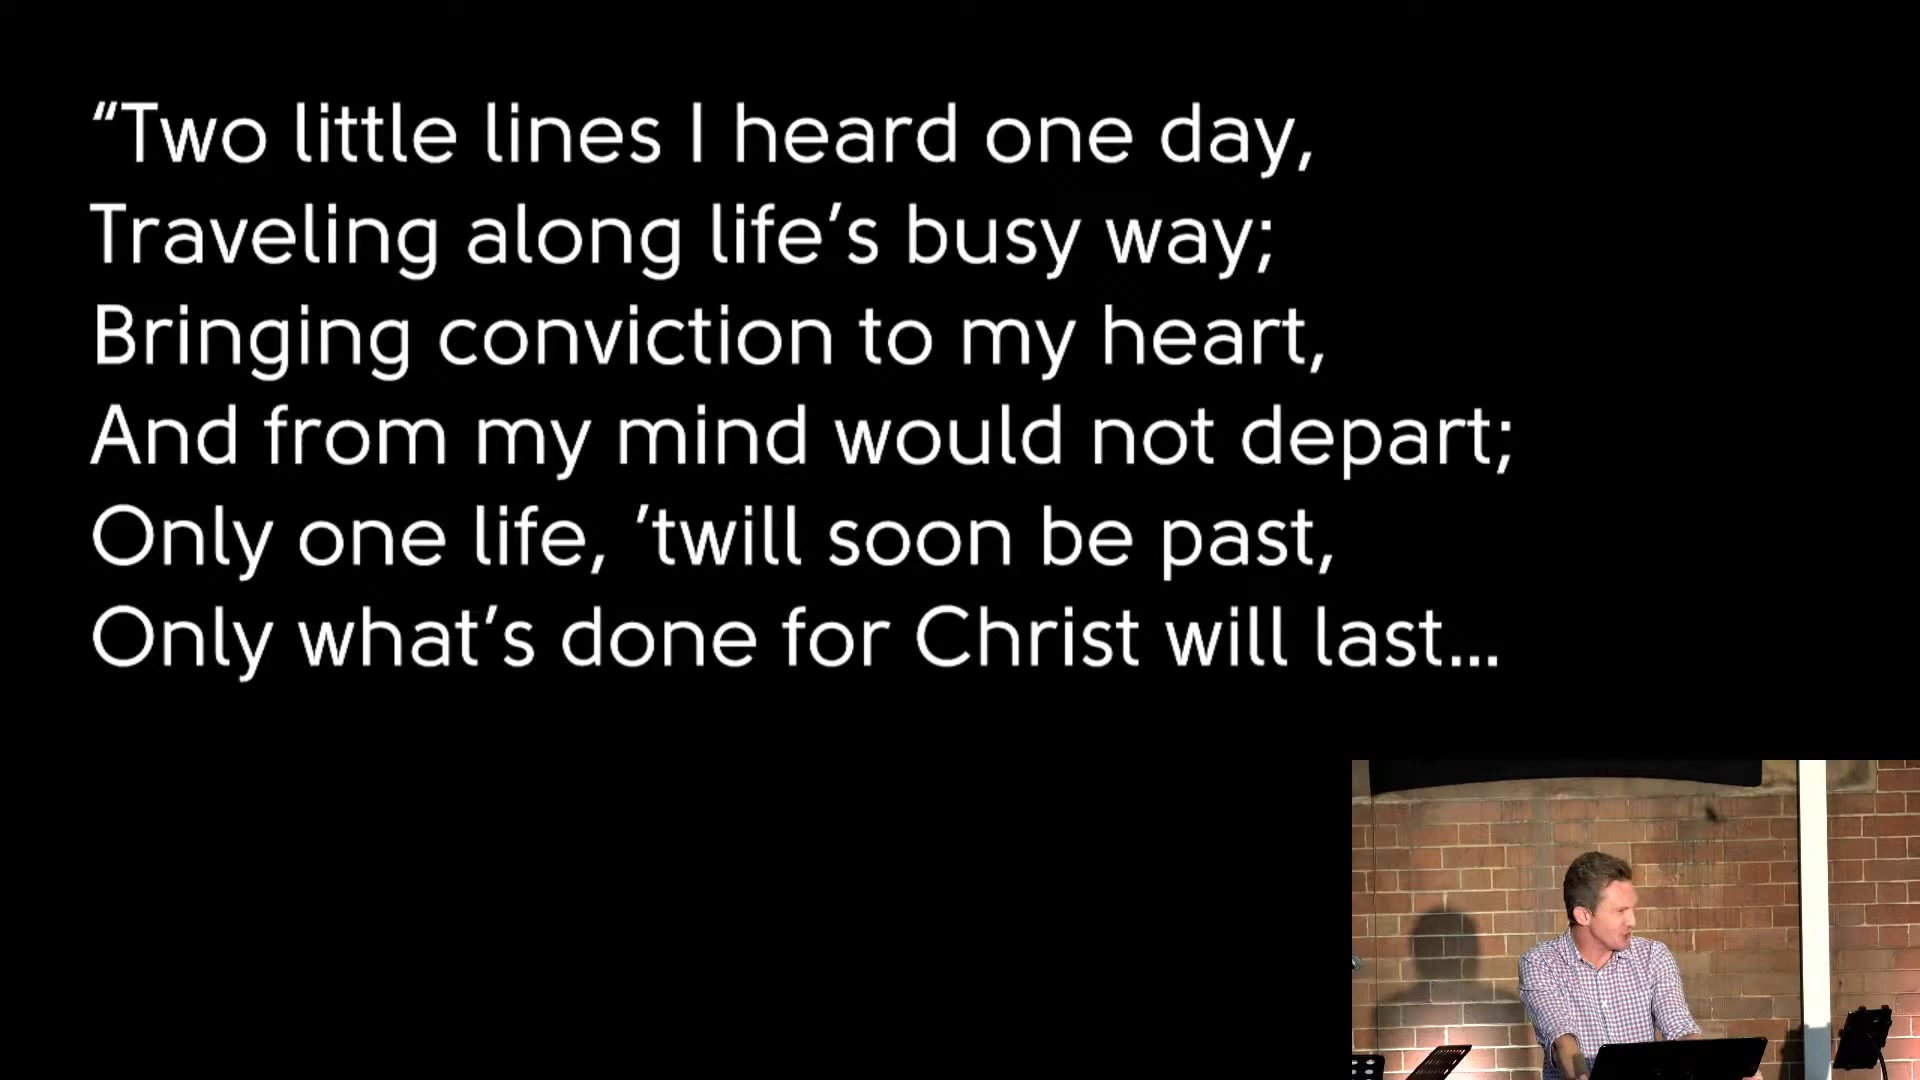 “Two little lines I heard one day,
Traveling along life’s busy way;
Bringing conviction to my heart,
And from my mind would not depart;
Only one life, ’twill soon be past,
Only what’s done for Christ will last...